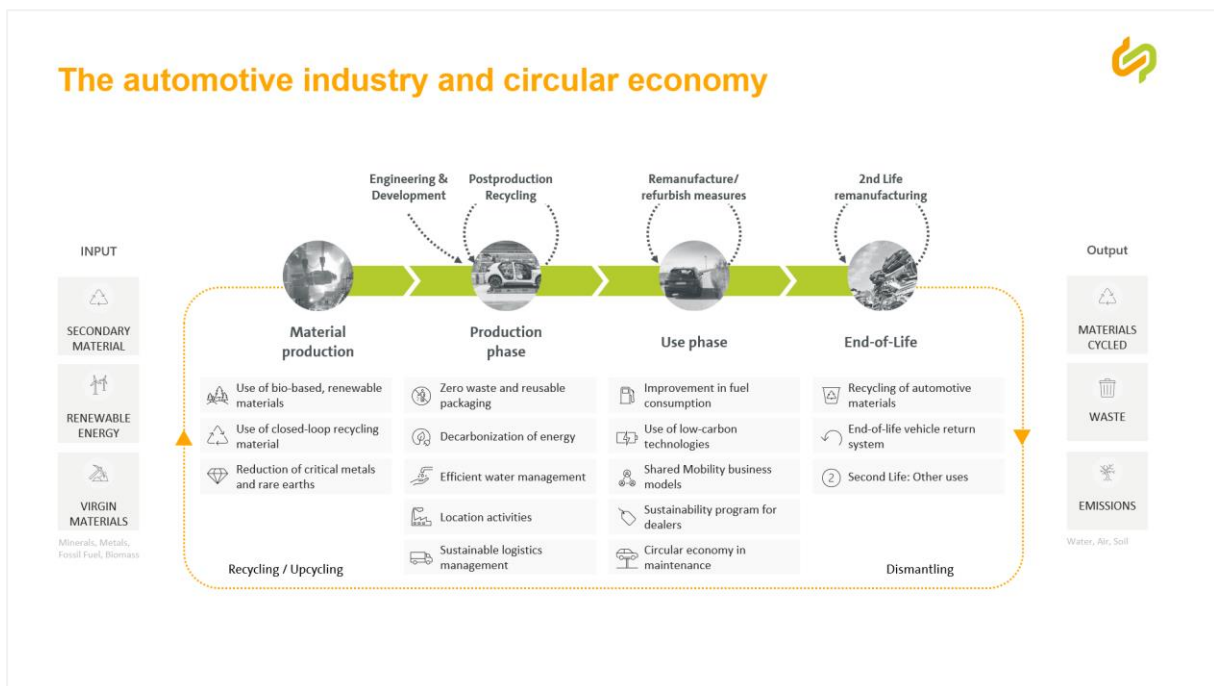 The automotive industry and circular economy
Engineering &
Development
Postproduction
Recycling
Remanufacture/
refurbish measures
2nd Life
remanufacturing
INPUT
SECONDARY
MATERIAL
RENEWABLE
ENERGY
VIRGIN
MATERIALS
Minerals, Metals,
Fossil Fuel, Biomass
Material
production
Use of bio-based, renewable
materials
Use of closed-loop recycling
material
Reduction of critical metals
and rare earths
Production
phase
Zero waste and reusable
packaging
Decarbonization of energy
Efficient water management
Location activities
Sustainable logistics
management
Use phase
Improvement in fuel
consumption
Use of low-carbon
technologies
Shared Mobility business
models
Sustainability program for
dealers
Circular economy in
maintenance
End-of-Life
Recycling of automotive
materials
End-of-life vehicle return
system
2
Second Life: Other uses
Recycling / Upcycling
Dismantling
Output
MATERIALS
CYCLED
WASTE
EMISSIONS
Water, Air, Soil